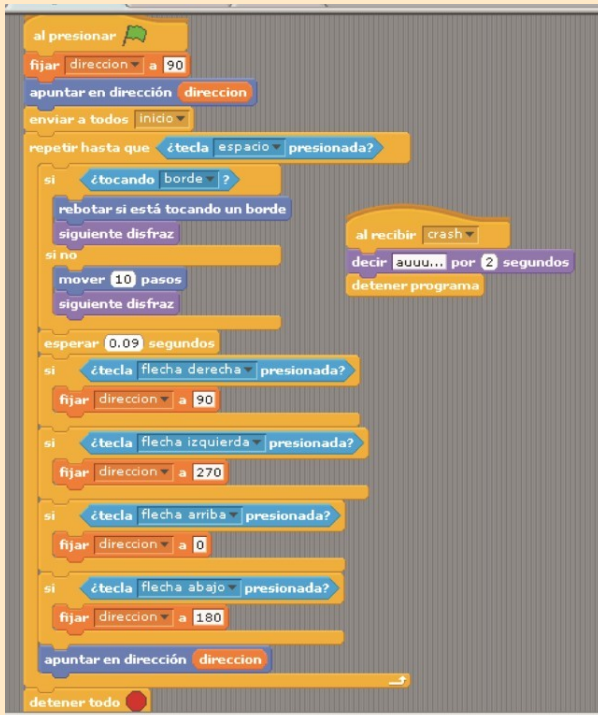 al presionar
fijar direccion a 90
apuntar en dirección direccion
enviar a todos inicio
repetir hasta que ¿tecla espacio presionada?
si ¿tocando borde ?
rebotar si está tocando un borde
siguiente disfraz
si no
mover 10 pasos
siguiente disfraz
esperar 0.09 segundos
si ¿tecla flecha derecha presionada?
fijar direccion a 90
si ¿tecla flecha izquierda presionada?
fijar direccion a 270
si ¿tecla flecha arriba presionada?
fijar direccion a 0
si ¿tecla flecha abajo presionada?
fijar direccion a 180
apuntar en dirección direccion
detener todo
al recibir crash
decir auuu... por 2 segundos
detener programa